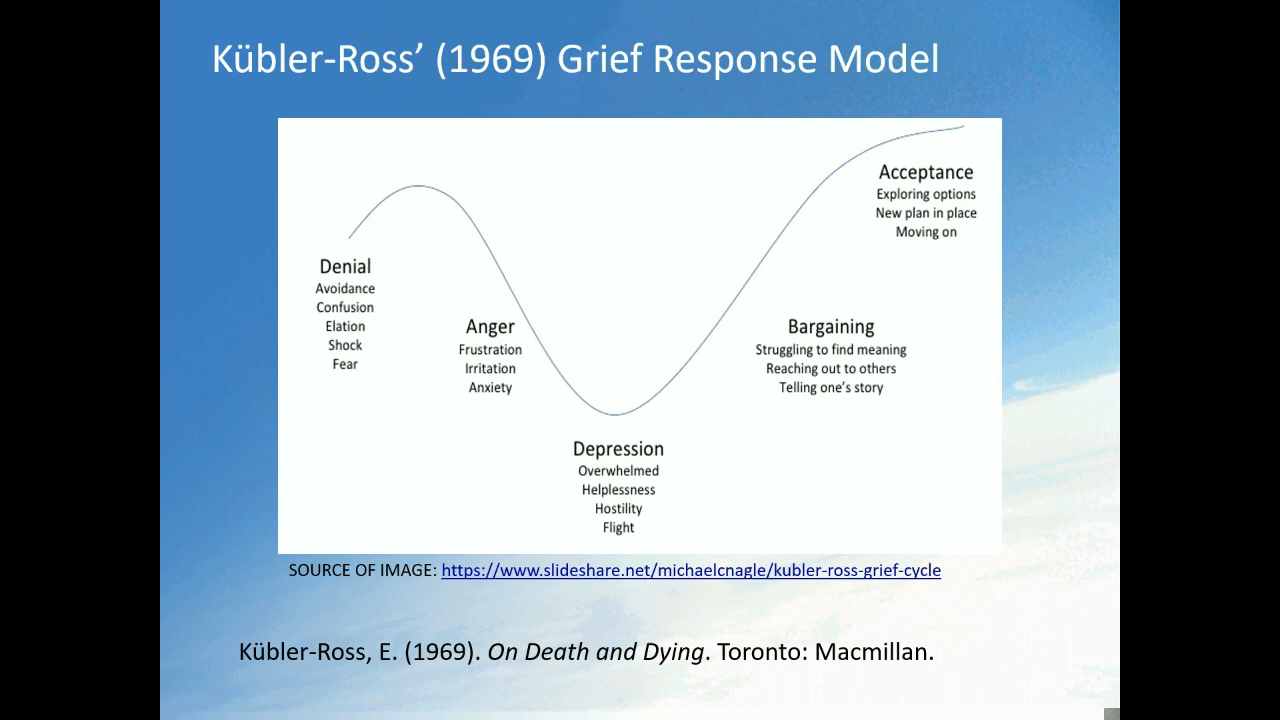 Kübler-Ross’ (1969) Grief Response Model
Denial
Avoidance
Confusion
Elation
Shock
Fear
Anger
Frustration
Irritation
Anxiety
Depression
Overwhelmed
Helplessness
Hostility
Flight
Bargaining
Struggling to find meaning
Reaching out to others
Telling one’s story
Acceptance
Exploring options
New plan in place
Moving on
SOURCE OF IMAGE: https://www.slideshare.net/michaelcnagle/kubler-ross-grief-cycle
Kübler-Ross, E. (1969). On Death and Dying. Toronto: Macmillan.